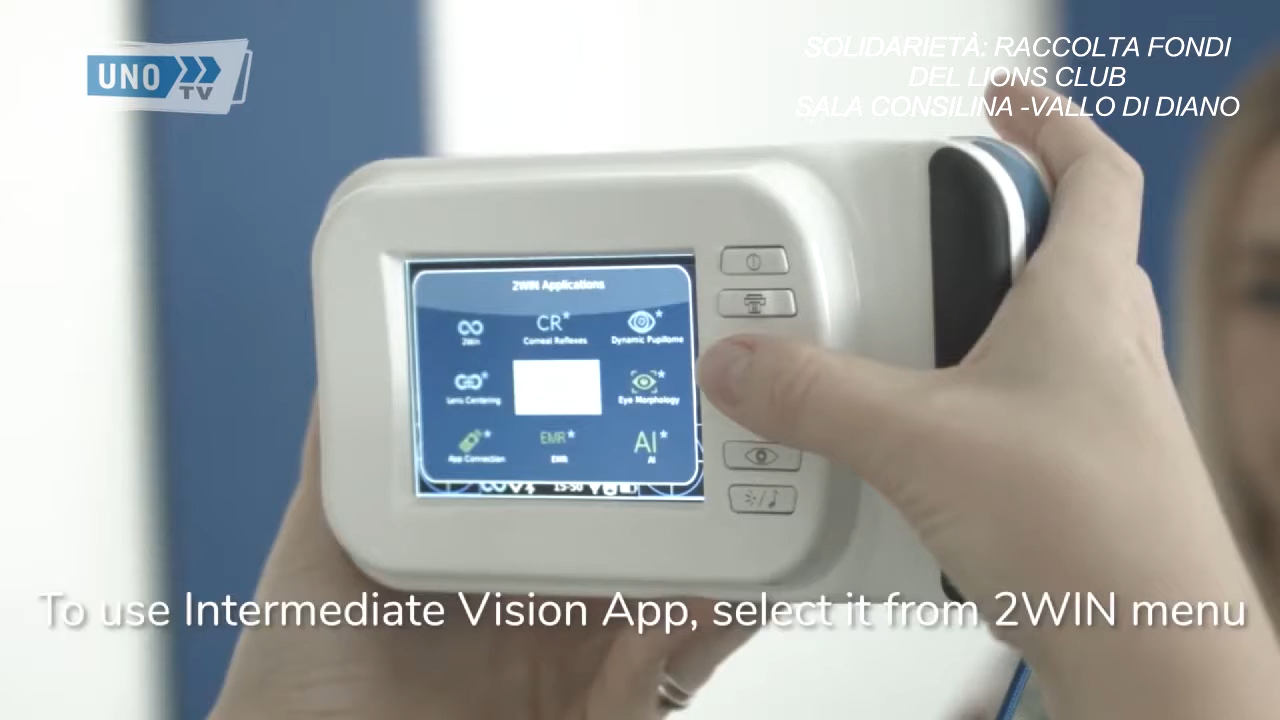 UNO
TV
SOLIDARIETÀ: RACCOLTA FONDI
DEL LIONS CLUB
SALA CONSILINA -VALLO DI DIANO
2WIN Applications
2Win
CR*
Corneal Reflexes
Dynamic Pupillome
Lens Centering
Eye Morphology
App Connection
EMR*
EMR
AI*
AI
15:50
To use Intermediate Vision App, select it from 2WIN menu